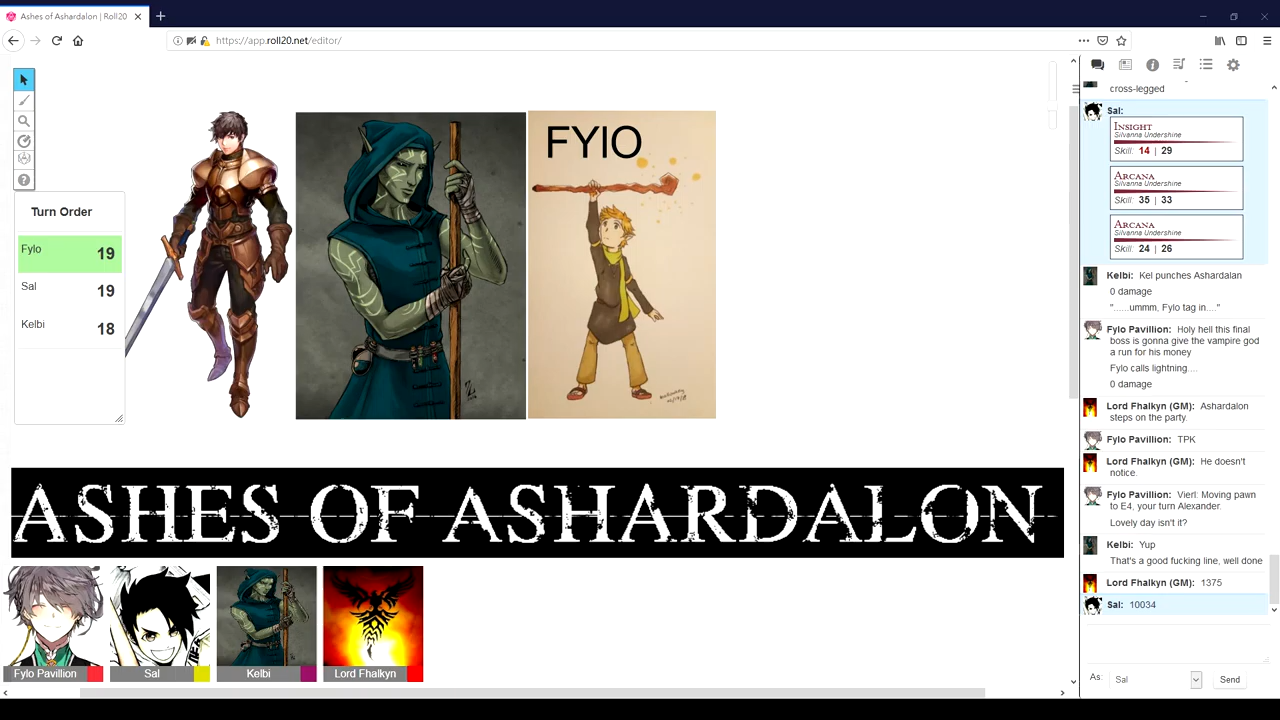 Ashes of Ashardalon | Roll20
https://app.roll20.net/editor/
FYIO
Turn Order
Fylo 19
Sal 19
Kelbi 18
ASHES OF ASHARDALON
Fylo Pavillion
Sal
Kelbi
Lord Fhalkyn
cross-legged
Sal:
INSIGHT
Silvanna Undershine
Skill: 14 | 29
ARCANA
Silvanna Undershine
Skill: 35 | 33
ARCANA
Silvanna Undershine
Skill: 24 | 26
Kelbi: Kel punches Ashardalan
0 damage
"......ummm, Fylo tag in...."
Fylo Pavillion: Holy hell this final
boss is gonna give the vampire god
a run for his money
Fylo calls lightning....
0 damage
Lord Fhalkyn (GM): Ashardalon
steps on the party.
Fylo Pavillion: TPK
Lord Fhalkyn (GM): He doesn't
notice.
Fylo Pavillion: Vierl: Moving pawn
to E4, your turn Alexander.
Lovely day isn't it?
Kelbi: Yup
That's a good fucking line, well done
Lord Fhalkyn (GM): 1375
Sal: 10034
As: Sal
Send